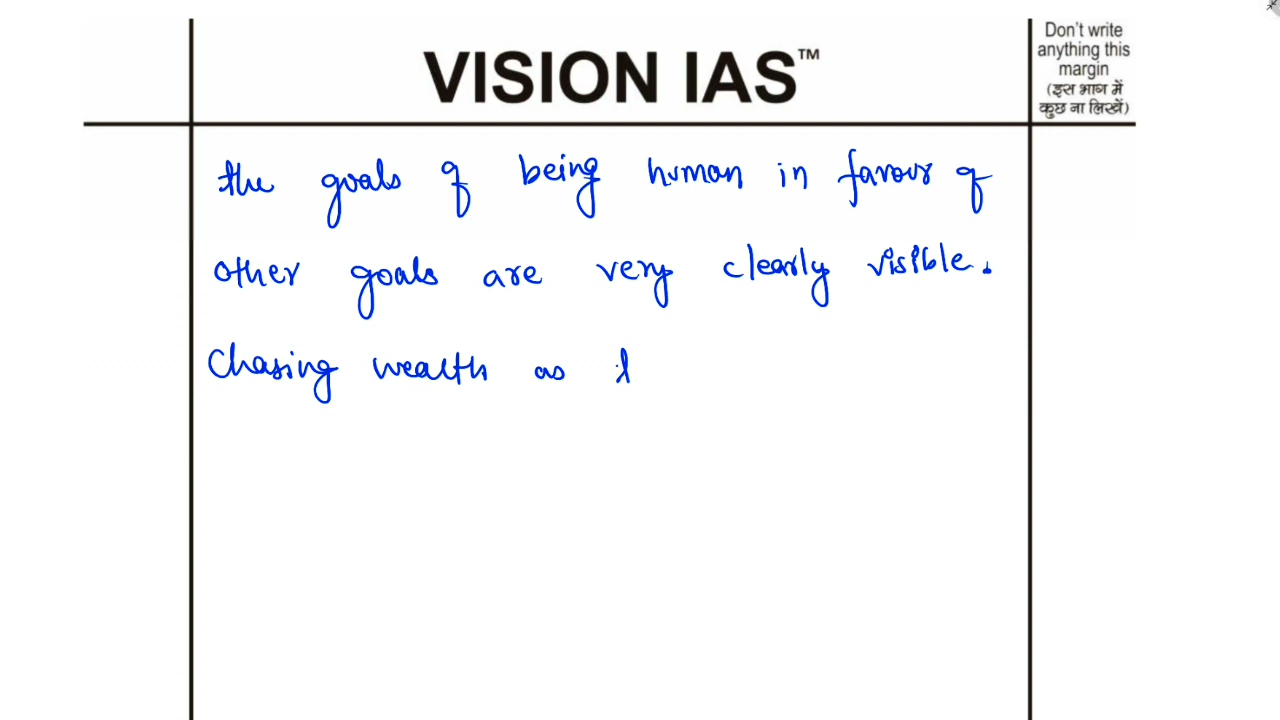 VISION IAS™
Don't write
anything this
margin
(इस भाग में
कुछ ना लिखें)
the goals of being human in favour of
other goals are very clearly visible.
Chasing wealth as